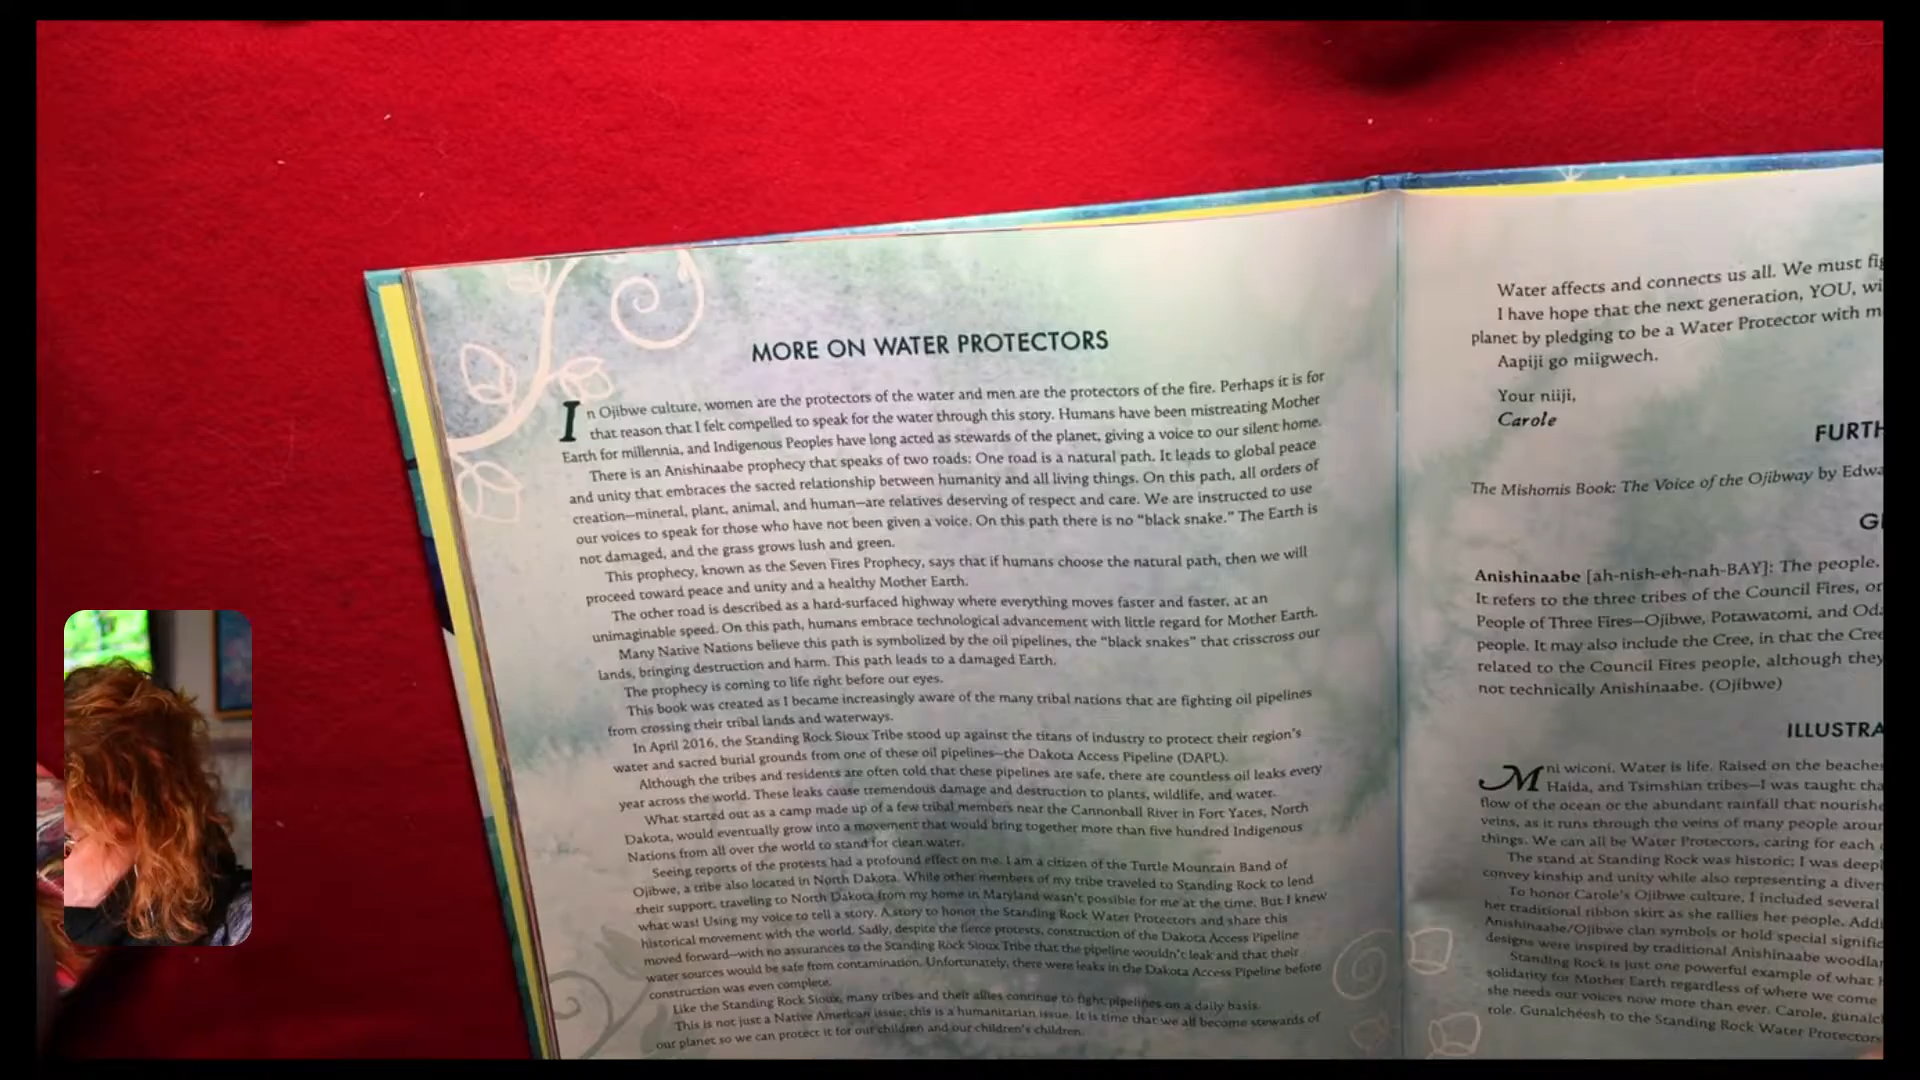 MORE ON WATER PROTECTORS
In Ojibwe culture, women are the protectors of the water and men are the protectors of the fire. Perhaps it is for
that reason that I felt compelled to speak for the water through this story. Humans have been mistreating Mother
Earth for millennia, and Indigenous Peoples have long acted as stewards of the planet, giving a voice to our silent home.
There is an Anishinaabe prophecy that speaks of two roads: One road is a natural path. It leads to global peace
and unity that embraces the sacred relationship between humanity and all living things. On this path, all orders of
creation—mineral, plant, animal, and human—are relatives deserving of respect and care. We are instructed to use
our voices to speak for those who have not been given a voice. On this path there is no "black snake." The Earth is
not damaged, and the grass grows lush and green.
This prophecy, known as the Seven Fires Prophecy, says that if humans choose the natural path, then we will
proceed toward peace and unity and a healthy Mother Earth.
The other road is described as a hard-surfaced highway where everything moves faster and faster, at an
unimaginable speed. On this path, humans embrace technological advancement with little regard for Mother Earth.
Many Native Nations believe this path is symbolized by the oil pipelines, the "black snakes" that crisscross our
lands, bringing destruction and harm. This path leads to a damaged Earth.
The prophecy is coming to life right before our eyes.
This book was created as I became increasingly aware of the many tribal nations that are fighting oil pipelines
from crossing their tribal lands and waterways.
In April 2016, the Standing Rock Sioux Tribe stood up against the titans of industry to protect their region's
water and sacred burial grounds from one of these oil pipelines—the Dakota Access Pipeline (DAPL).
Although the tribes and residents are often told that these pipelines are safe, there are countless oil leaks every
year across the world. These leaks cause tremendous damage and destruction to plants, wildlife, and water.
What started out as a camp made up of a few tribal members near the Cannonball River in Fort Yates, North
Dakota, would eventually grow into a movement that would bring together more than five hundred Indigenous
Nations from all over the world to stand for clean water.
Seeing reports of the protests had a profound effect on me. I am a citizen of the Turtle Mountain Band of
Ojibwe, a tribe also located in North Dakota. While other members of my tribe traveled to Standing Rock to lend
their support, traveling to North Dakota from my home in Maryland wasn't possible for me at the time. But I knew
what was! Using my voice to tell a story. A story to honor the Standing Rock Water Protectors and share this
historical movement with the world. Sadly, despite the fierce protests, construction of the Dakota Access Pipeline
moved forward—with no assurances to the Standing Rock Sioux Tribe that the pipeline wouldn't leak and that their
water sources would be safe from contamination. Unfortunately, there were leaks in the Dakota Access Pipeline before
construction was even complete.
Like the Standing Rock Sioux, many tribes and their allies continue to fight pipelines on a daily basis.
This is not just a Native American issue; this is a humanitarian issue. It is time that we all become stewards of
our planet so we can protect it for our children and our children's children.
Water affects and connects us all. We must fig
I have hope that the next generation, YOU, wi
planet by pledging to be a Water Protector with m
Aapiji go miigwech.
Your niiji,
Carole
FURTH
The Mishomis Book: The Voice of the Ojibway by Edwa
Anishinaabe [ah-nish-eh-nah-BAY]: The people.
It refers to the three tribes of the Council Fires, or
People of Three Fires—Ojibwe, Potawatomi, and Oda
people. It may also include the Cree, in that the Cree
related to the Council Fires people, although they
not technically Anishinaabe. (Ojibwe)
ILLUSTRA
Mni wiconi. Water is life. Raised on the beaches
Haida, and Tsimshian tribes—I was taught tha
flow of the ocean or the abundant rainfall that nourishe
veins, as it runs through the veins of many people aroun
things. We can all be Water Protectors, caring for each
The stand at Standing Rock was historic; I was deepl
convey kinship and unity while also representing a diver
To honor Carole's Ojibwe culture, I included several
her traditional ribbon skirt as she rallies her people. Addi
Anishinaabe/Ojibwe clan symbols or hold special signific
designs were inspired by traditional Anishinaabe woodlan
Standing Rock is just one powerful example of what
solidarity for Mother Earth regardless of where we come
she needs our voices now more than ever. Carole, gunalc
role. Gunalchéesh to the Standing Rock Water Protectors